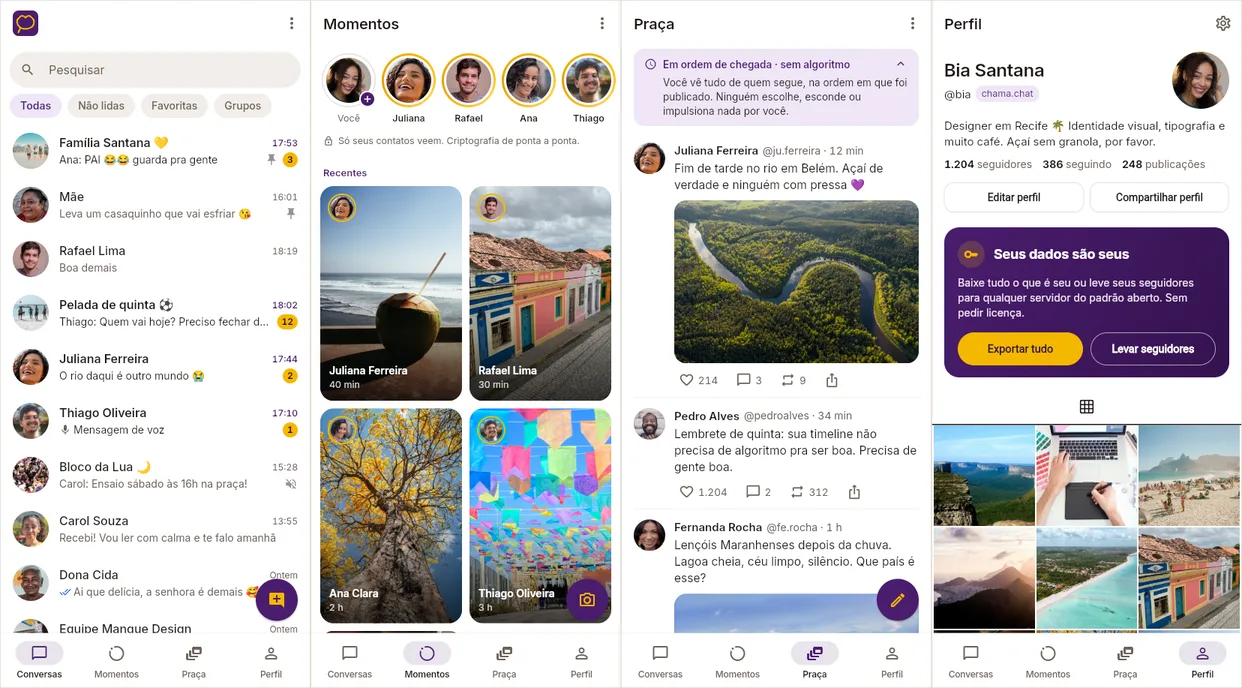 Pesquisar
Todas
Não lidas
Favoritas
Grupos
Família Santana 💛
17:53
Ana: PAI 😂😂 guarda pra gente
3
Mãe
16:01
Leva um casaquinho que vai esfriar 😘
Rafael Lima
18:19
Boa demais
Pelada de quinta ⚽
18:02
Thiago: Quem vai hoje? Preciso fechar d...
12
Juliana Ferreira
17:44
O rio daqui é outro mundo 😭
2
Thiago Oliveira
17:10
Mensagem de voz
1
Bloco da Lua 🌙
15:28
Carol: Ensaio sábado às 16h na praça!
Carol Souza
13:55
Recebi! Vou ler com calma e te falo amanhã
Dona Cida
Ontem
Ai que delícia, a senhora é demais 🥰
Equipe Mangue Design
Ontem
Conversas
Momentos
Praça
Perfil
Momentos
Você
Juliana
Rafael
Ana
Thiago
Só seus contatos veem. Criptografia de ponta a ponta.
Recentes
Juliana Ferreira
40 min
Rafael Lima
30 min
Ana Clara
2 h
Thiago Oliveira
3 h
Conversas
Momentos
Praça
Perfil
Praça
Em ordem de chegada · sem algoritmo
Você vê tudo de quem segue, na ordem em que foi
publicado. Ninguém escolhe, esconde ou
impulsiona nada por você.
Juliana Ferreira @ju.ferreira · 12 min
Fim de tarde no rio em Belém. Açaí de
verdade e ninguém com pressa 💜
214
3
9
Pedro Alves @pedroalves · 34 min
Lembrete de quinta: sua timeline não
precisa de algoritmo pra ser boa. Precisa de
gente boa.
1.204
2
312
Fernanda Rocha @fe.rocha · 1 h
Lençóis Maranhenses depois da chuva.
Lagoa cheia, céu limpo, silêncio. Que país é
esse?
Conversas
Momentos
Praça
Perfil
Perfil
Bia Santana
@bia
chama.chat
Designer em Recife 🌴 Identidade visual, tipografia e
muito café. Açaí sem granola, por favor.
1.204 seguidores 386 seguindo 248 publicações
Editar perfil
Compartilhar perfil
Seus dados são seus
Baixe tudo o que é seu ou leve seus seguidores
para qualquer servidor do padrão aberto. Sem
pedir licença.
Exportar tudo
Levar seguidores
Conversas
Momentos
Praça
Perfil